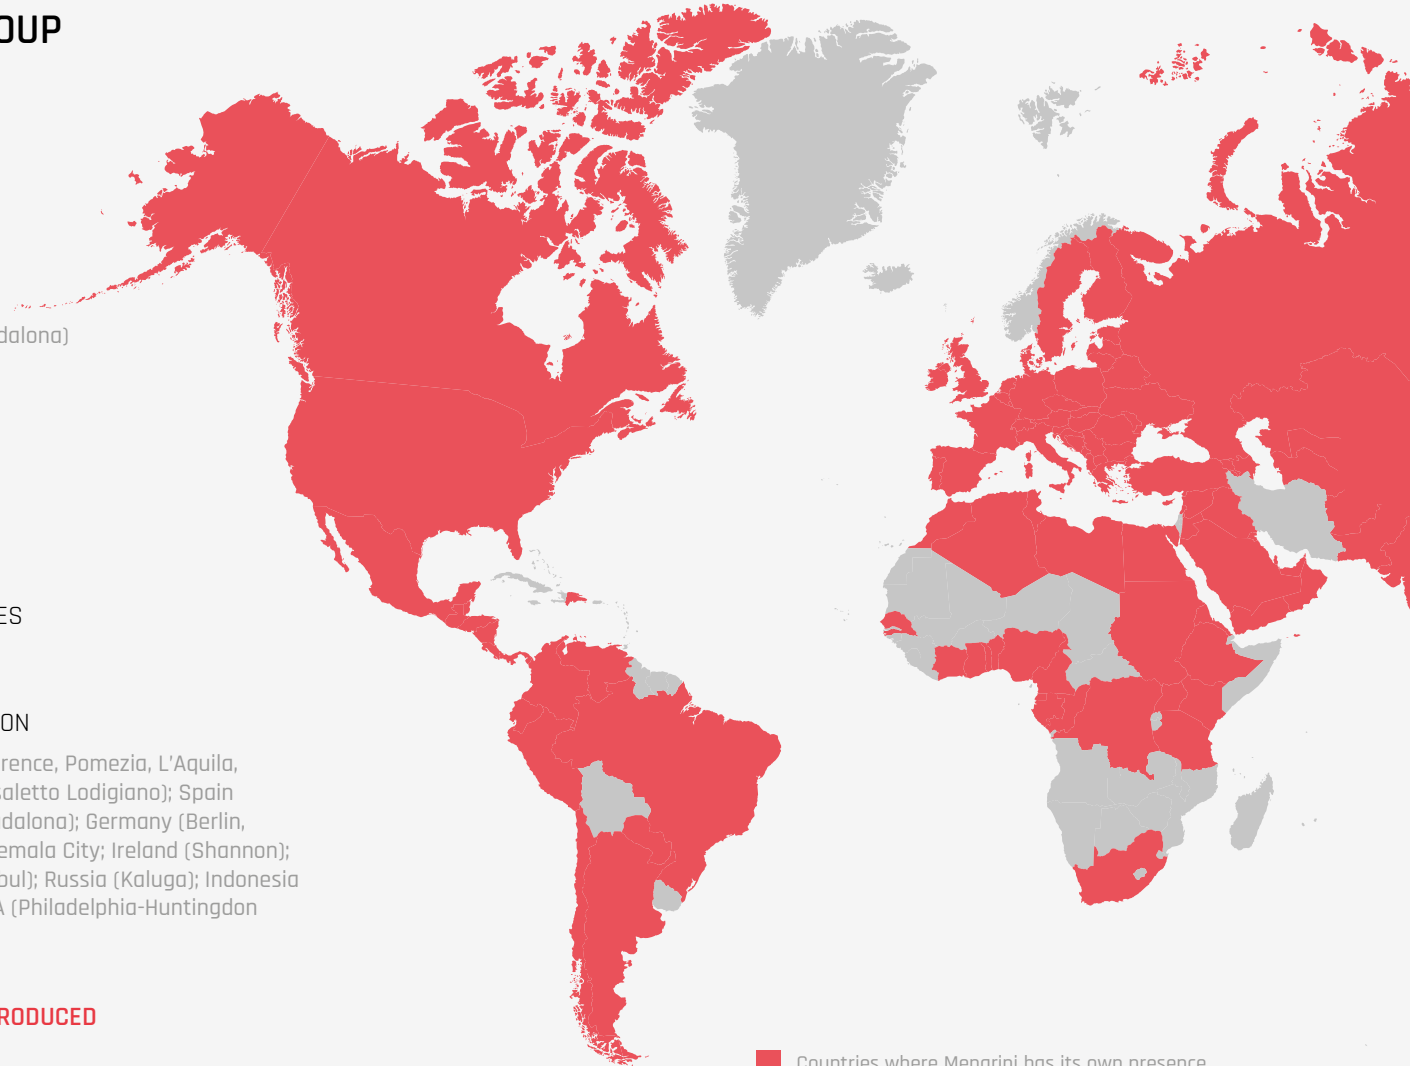 OUP
dalona)
ES
ON
rence, Pomezia, L'Aquila,
saletto Lodigiano); Spain
dalona); Germany (Berlin,
emala City; Ireland (Shannon);
oul); Russia (Kaluga); Indonesia
A (Philadelphia-Huntingdon
RODUCED
Countries where Menarini has its own presence